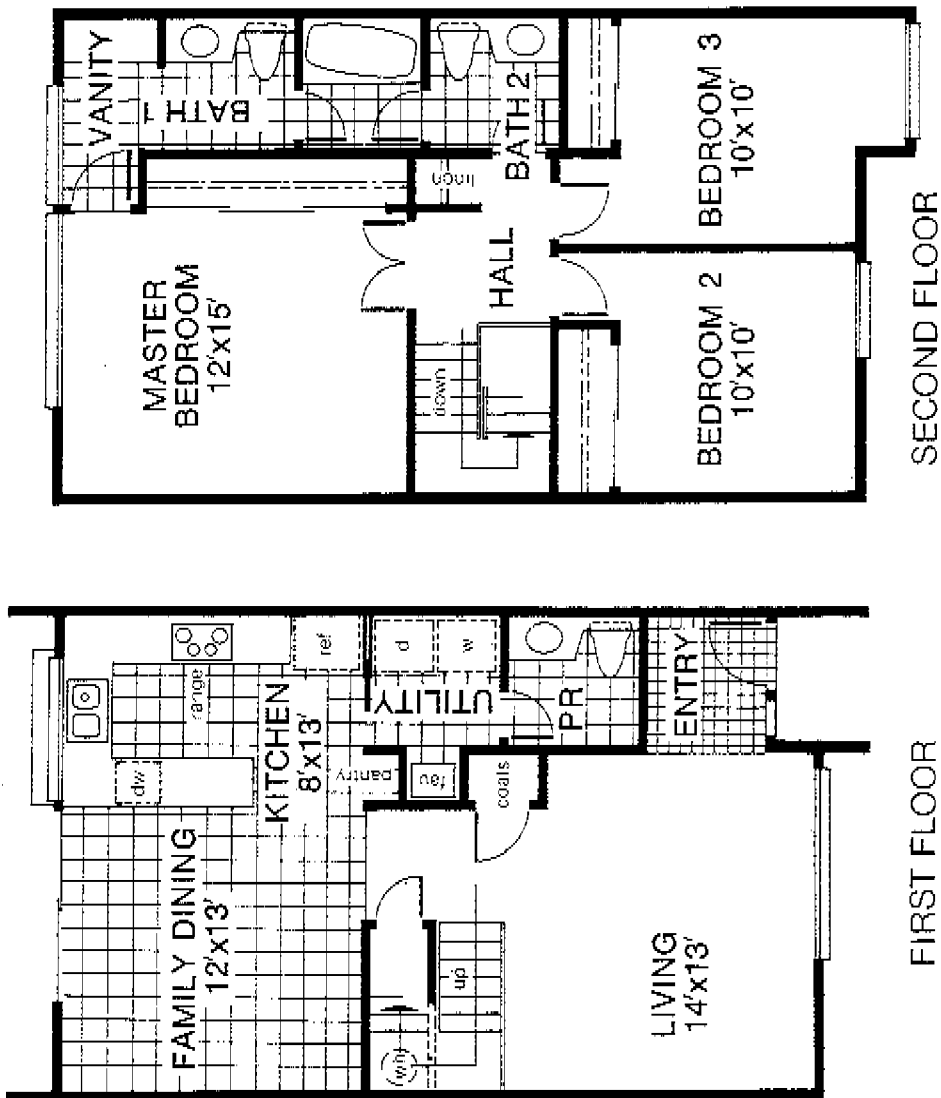 FAMILY DINING
12'x13'
dw
range
KITCHEN
8'x13'
ref
pantry
d
w
UTILITY
fau
coats
PR
ENTRY
wh
up
LIVING
14'x13'
FIRST FLOOR
VANITY
BATH 1
BATH 2
linen
MASTER
BEDROOM
12'x15'
HALL
down
BEDROOM 2
10'x10'
BEDROOM 3
10'x10'
SECOND FLOOR